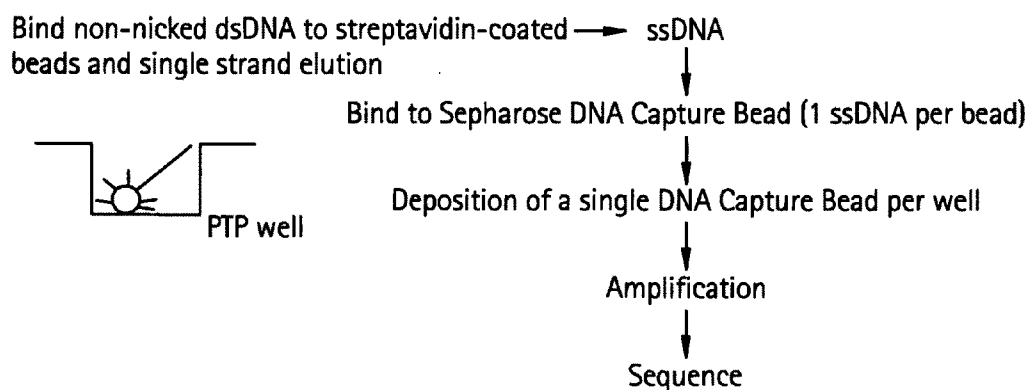 Bind non-nicked dsDNA to streptavidin-coated → ssDNA
beads and single strand elution
Bind to Sepharose DNA Capture Bead (1 ssDNA per bead)
Deposition of a single DNA Capture Bead per well
PTP well
Amplification
Sequence